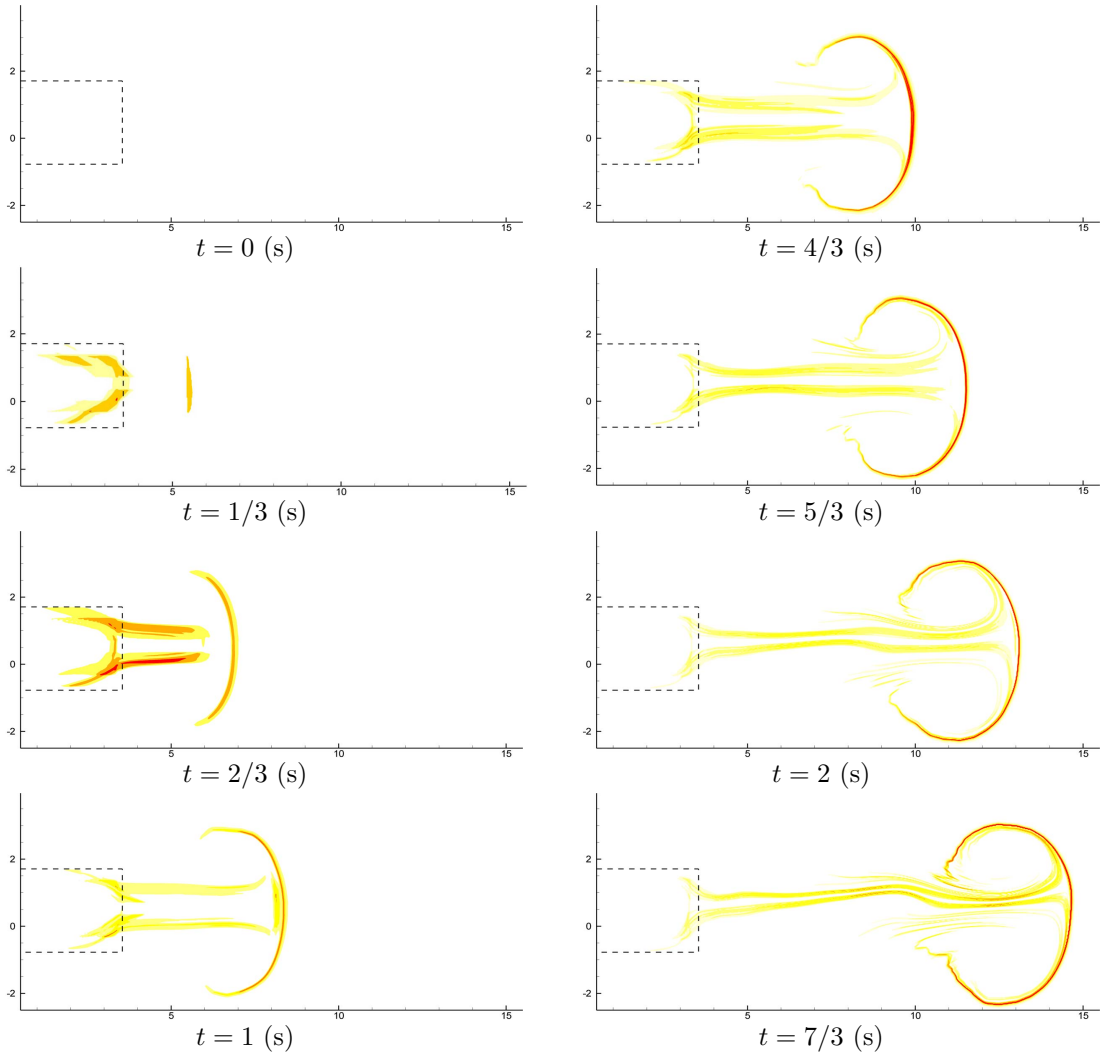 2
0
-2
5 10 15
t = 0 (s)
2
0
-2
5 10 15
t = 1/3 (s)
2
0
-2
5 10 15
t = 2/3 (s)
2
0
-2
5 10 15
t = 1 (s)
2
0
-2
5 10 15
t = 4/3 (s)
2
0
-2
5 10 15
t = 5/3 (s)
2
0
-2
5 10 15
t = 2 (s)
2
0
-2
5 10 15
t = 7/3 (s)